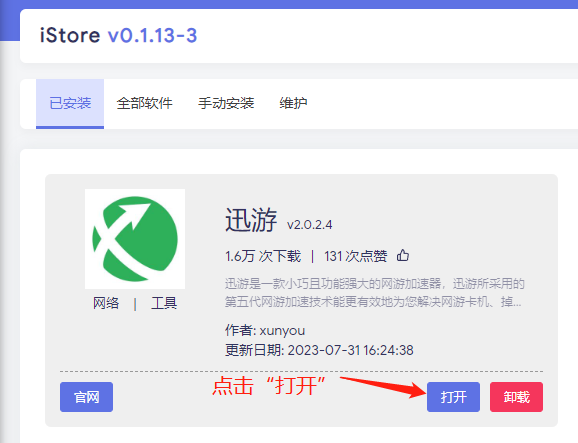 iStore v0.1.13-3
已安装 全部软件 手动安装 维护
迅游 v2.0.2.4
1.6万 次下载 | 131 次点赞
迅游是一款小巧且功能强大的网游加速器，迅游所采用的
第五代网游加速技术能更有效地为您解决网游卡机、掉...
网络 | 工具
作者: xunyou
更新日期: 2023-07-31 16:24:38
点击“打开”
官网 打开 卸载